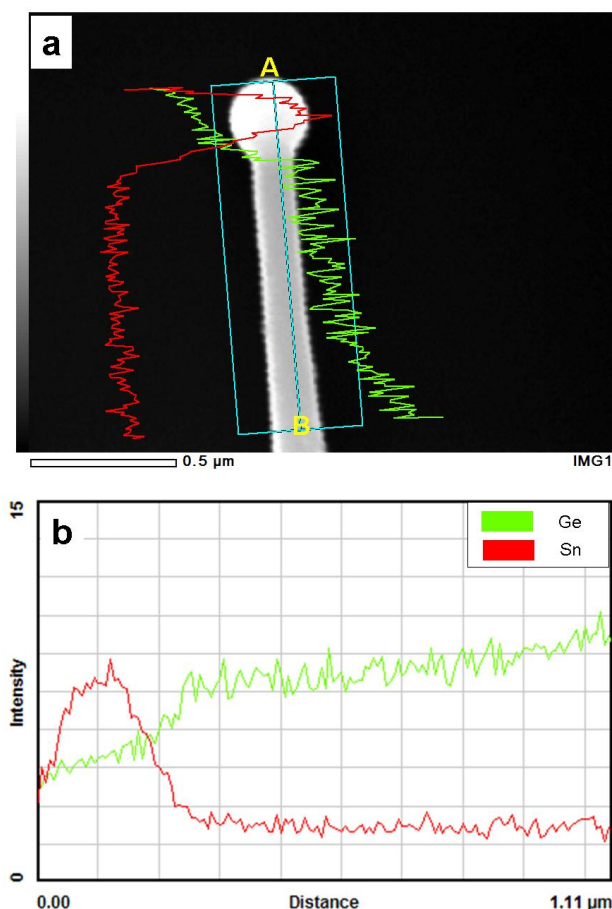 a
A
B
0.5 μm
IMG1
b
15
Ge
Sn
Intensity
0
0.00
Distance
1.11 μm